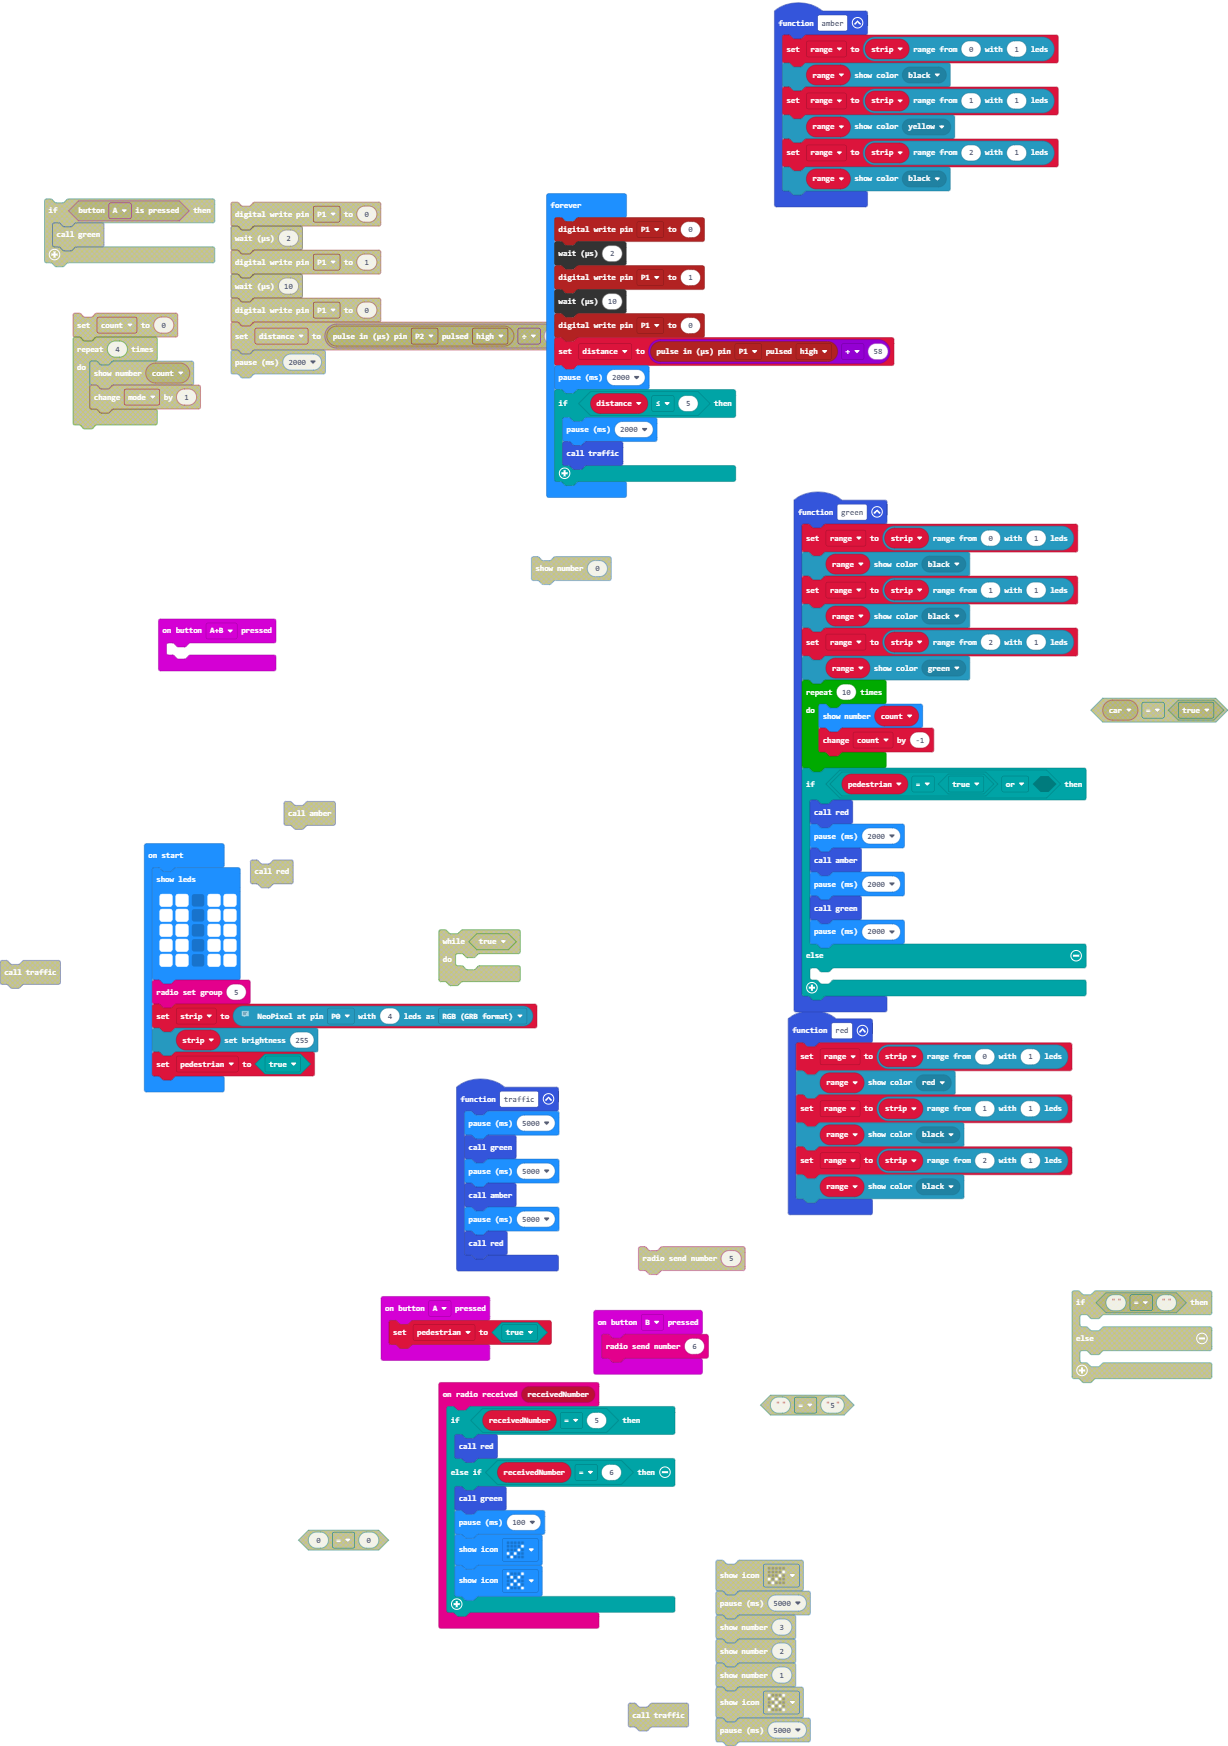 function amber
set range to strip range from 0 with 1 leds
range show color black
set range to strip range from 1 with 1 leds
range show color yellow
set range to strip range from 2 with 1 leds
range show color black
if button A is pressed then
call green
digital write pin P1 to 0
wait (µs) 2
digital write pin P1 to 1
wait (µs) 10
digital write pin P1 to 0
set distance to pulse in (µs) pin P2 pulsed high ÷
pause (ms) 2000
set count to 0
repeat 4 times
do show number count
change mode by 1
forever
digital write pin P1 to 0
wait (µs) 2
digital write pin P1 to 1
wait (µs) 10
digital write pin P1 to 0
set distance to pulse in (µs) pin P1 pulsed high ÷ 58
pause (ms) 2000
if distance ≤ 5 then
pause (ms) 2000
call traffic
show number 0
function green
set range to strip range from 0 with 1 leds
range show color black
set range to strip range from 1 with 1 leds
range show color black
set range to strip range from 2 with 1 leds
range show color green
repeat 10 times
do show number count
change count by -1
if pedestrian = true or then
call red
pause (ms) 2000
call amber
pause (ms) 2000
call green
pause (ms) 2000
else
car = true
on button A+B pressed
call amber
call red
on start
show leds
radio set group 5
set strip to NeoPixel at pin P0 with 4 leds as RGB (GRB format)
strip set brightness 255
set pedestrian to true
call traffic
while true
do
function red
set range to strip range from 0 with 1 leds
range show color red
set range to strip range from 1 with 1 leds
range show color black
set range to strip range from 2 with 1 leds
range show color black
function traffic
pause (ms) 5000
call green
pause (ms) 5000
call amber
pause (ms) 5000
call red
radio send number 5
on button A pressed
set pedestrian to true
on button B pressed
radio send number 6
if " " = " " then
else
on radio received receivedNumber
if receivedNumber = 5 then
call red
else if receivedNumber = 6 then
call green
pause (ms) 100
show icon
show icon
" " = "5"
0 = 0
show icon
pause (ms) 5000
show number 3
show number 2
show number 1
show icon
pause (ms) 5000
call traffic